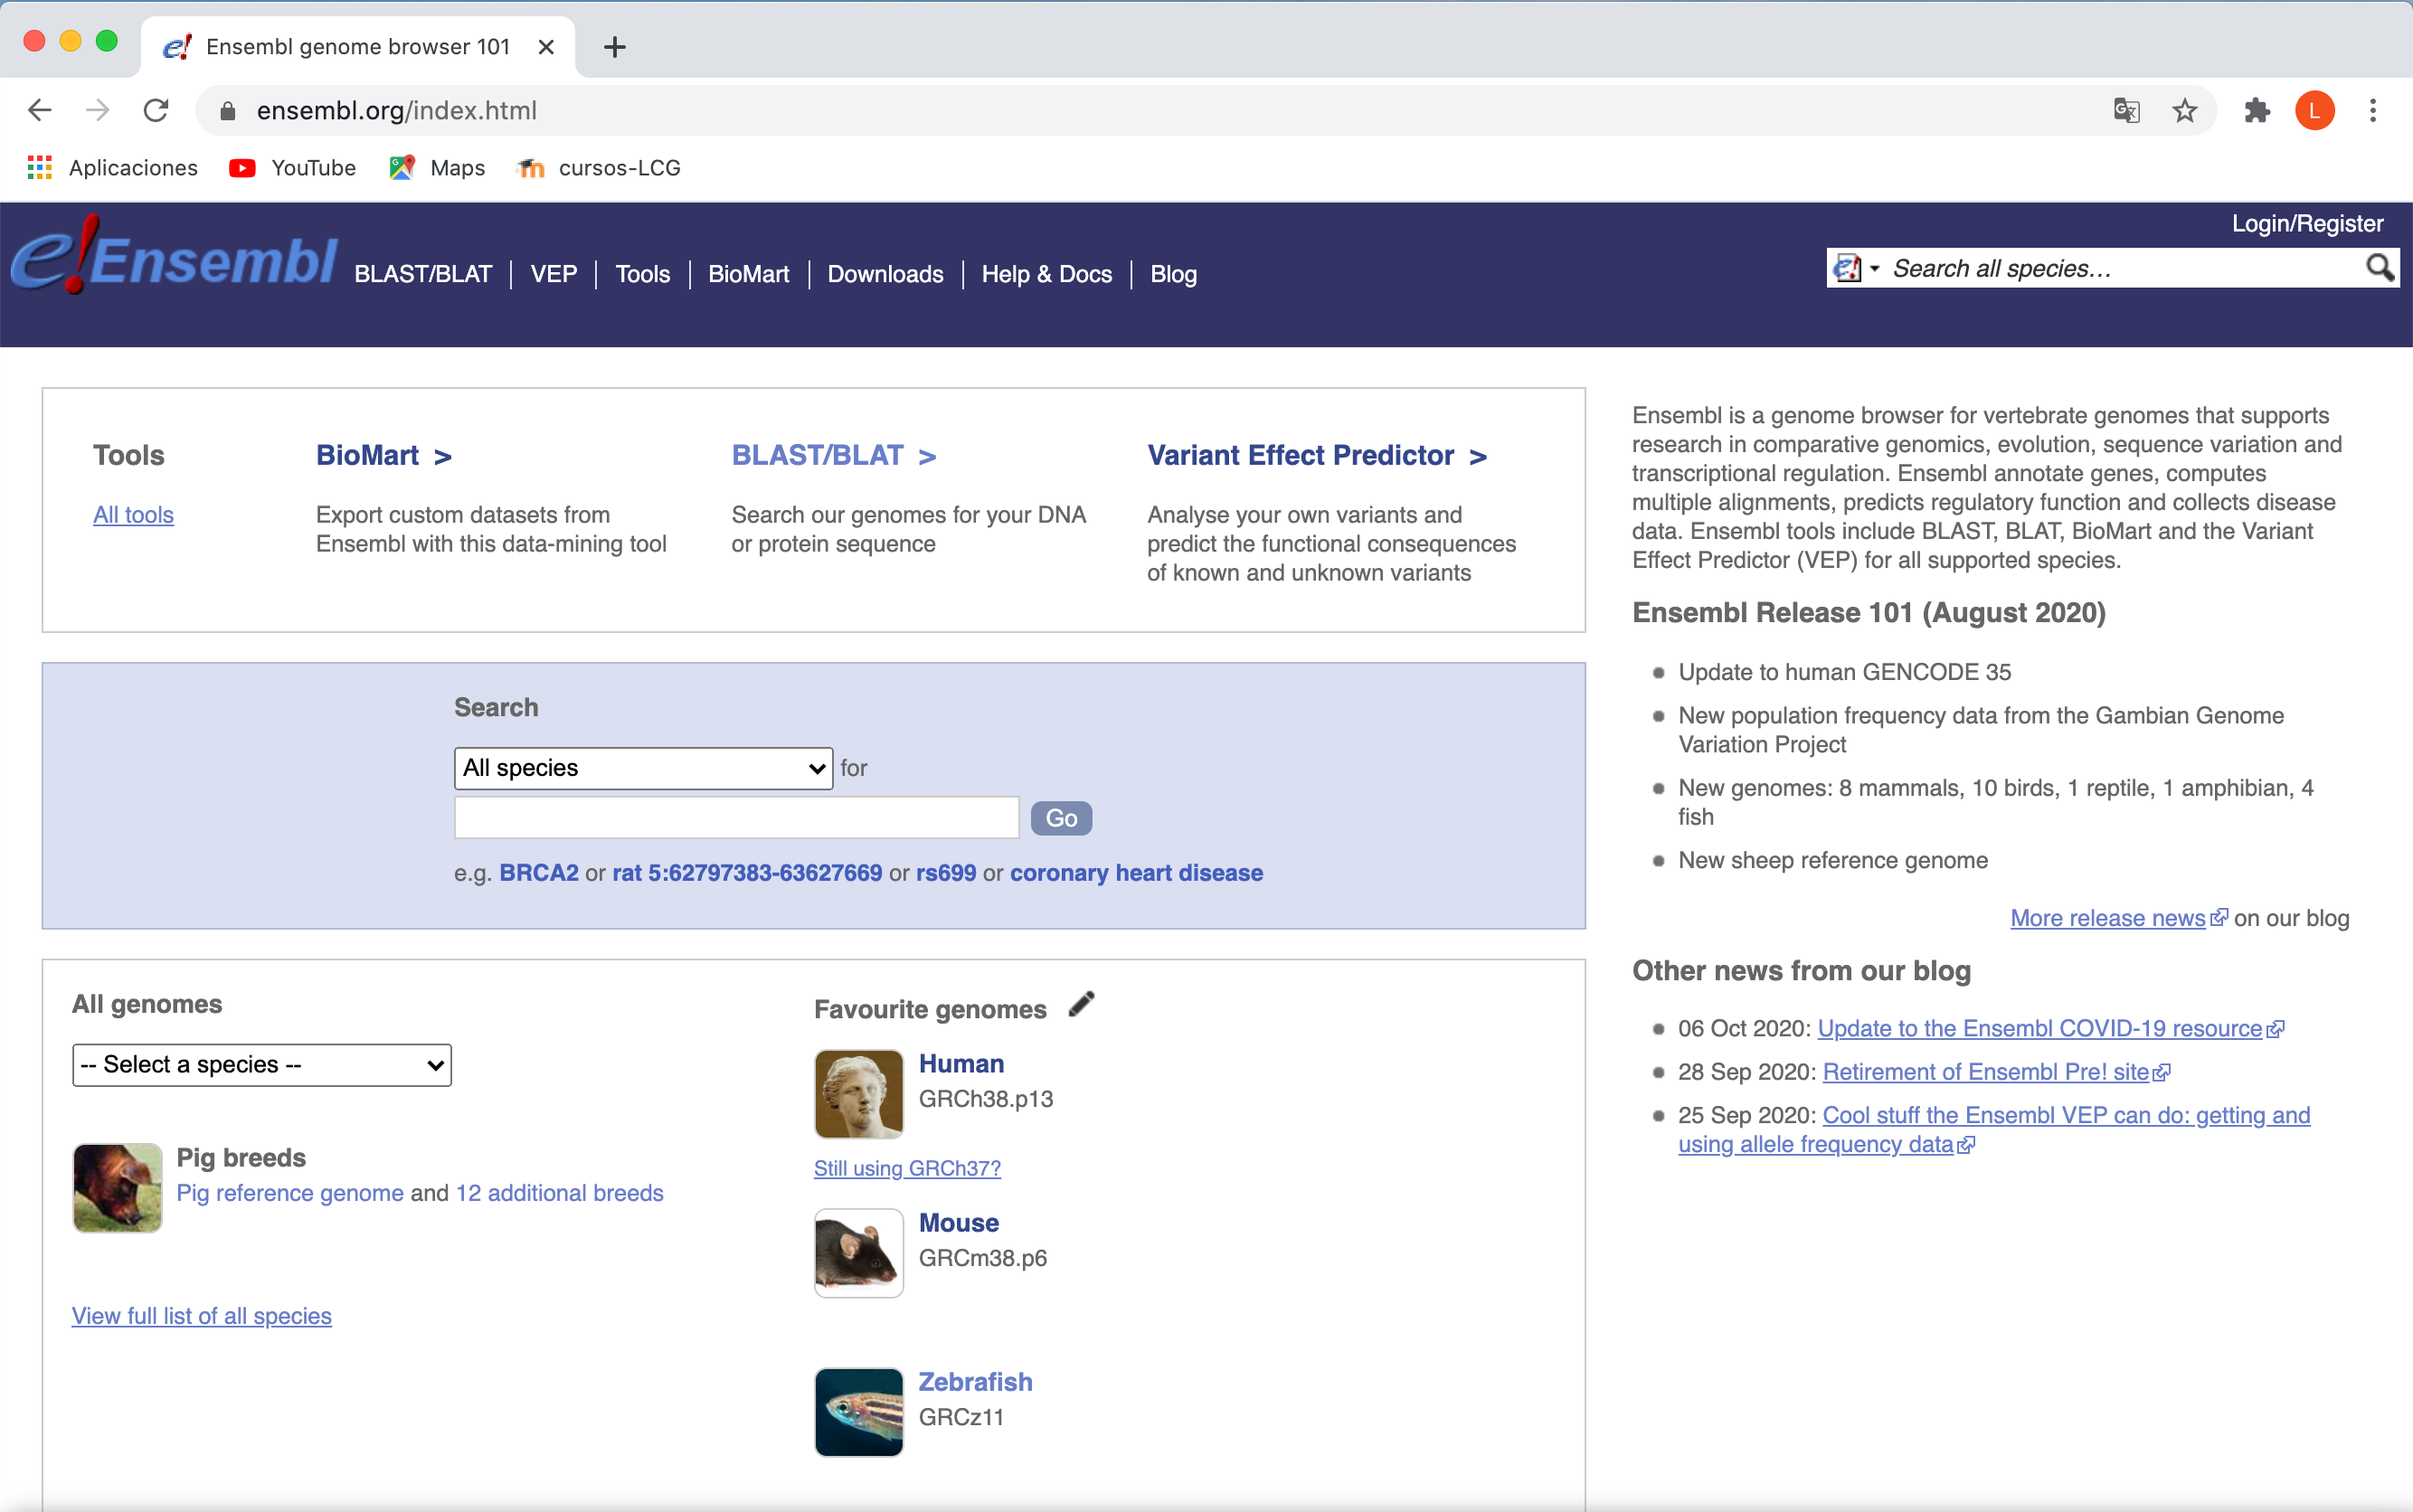 Ensembl genome browser 101
ensembl.org/index.html
L
Aplicaciones
YouTube
Maps
cursos-LCG
e!Ensembl
BLAST/BLAT | VEP | Tools | BioMart | Downloads | Help & Docs | Blog
Login/Register
Search all species…
Tools
All tools
BioMart >
Export custom datasets from
Ensembl with this data-mining tool
BLAST/BLAT >
Search our genomes for your DNA
or protein sequence
Variant Effect Predictor >
Analyse your own variants and
predict the functional consequences
of known and unknown variants
Search
All species for
Go
e.g. BRCA2 or rat 5:62797383-63627669 or rs699 or coronary heart disease
All genomes
-- Select a species --
Pig breeds
Pig reference genome and 12 additional breeds
View full list of all species
Favourite genomes
Human
GRCh38.p13
Still using GRCh37?
Mouse
GRCm38.p6
Zebrafish
GRCz11
Ensembl is a genome browser for vertebrate genomes that supports
research in comparative genomics, evolution, sequence variation and
transcriptional regulation. Ensembl annotate genes, computes
multiple alignments, predicts regulatory function and collects disease
data. Ensembl tools include BLAST, BLAT, BioMart and the Variant
Effect Predictor (VEP) for all supported species.
Ensembl Release 101 (August 2020)
Update to human GENCODE 35
New population frequency data from the Gambian Genome
Variation Project
New genomes: 8 mammals, 10 birds, 1 reptile, 1 amphibian, 4
fish
New sheep reference genome
More release news on our blog
Other news from our blog
06 Oct 2020: Update to the Ensembl COVID-19 resource
28 Sep 2020: Retirement of Ensembl Pre! site
25 Sep 2020: Cool stuff the Ensembl VEP can do: getting and
using allele frequency data